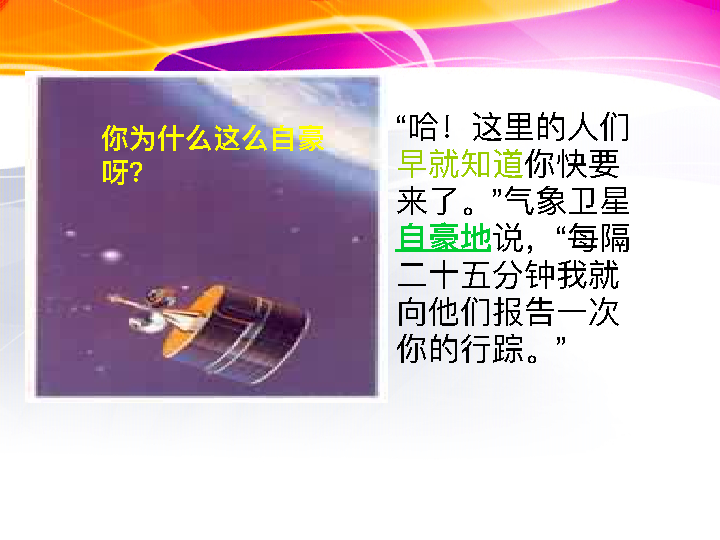 你为什么这么自豪
呀?
“哈！这里的人们
早就知道你快要
来了。”气象卫星
自豪地说，“每隔
二十五分钟我就
向他们报告一次
你的行踪。”